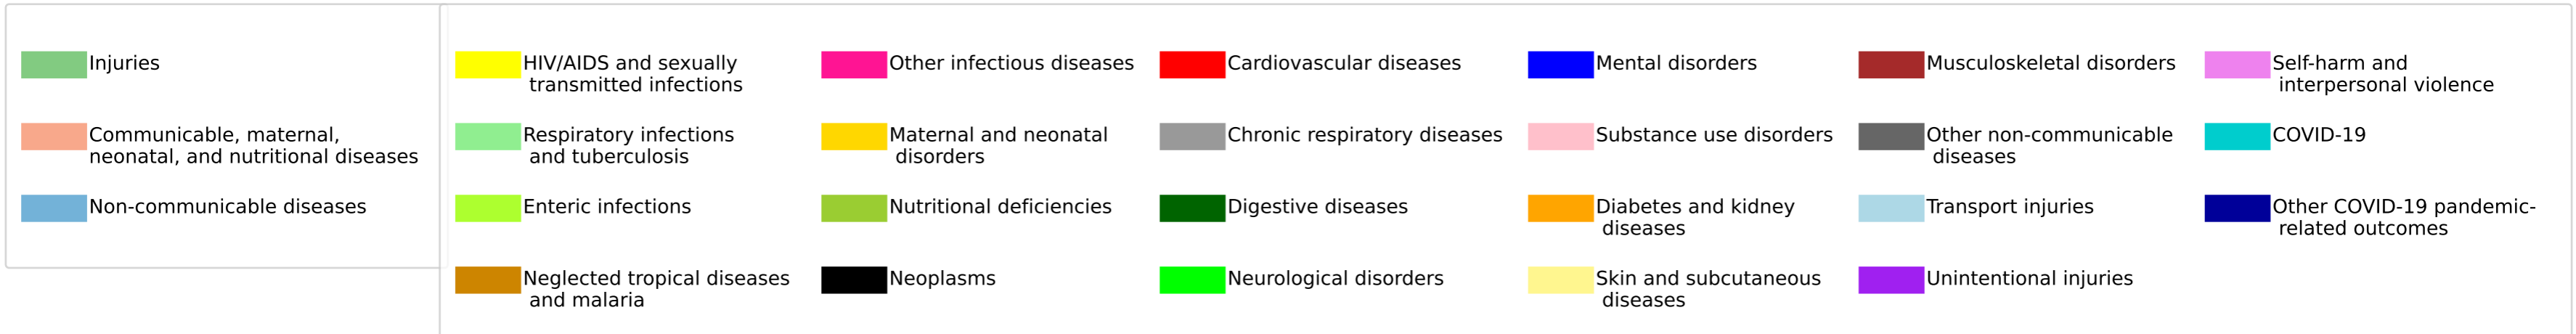 Injuries
Communicable, maternal,
neonatal, and nutritional diseases
Non-communicable diseases
HIV/AIDS and sexually
transmitted infections
Respiratory infections
and tuberculosis
Enteric infections
Neglected tropical diseases
and malaria
Other infectious diseases
Maternal and neonatal
disorders
Nutritional deficiencies
Neoplasms
Cardiovascular diseases
Chronic respiratory diseases
Digestive diseases
Neurological disorders
Mental disorders
Substance use disorders
Diabetes and kidney
diseases
Skin and subcutaneous
diseases
Musculoskeletal disorders
Other non-communicable
diseases
Transport injuries
Unintentional injuries
Self-harm and
interpersonal violence
COVID-19
Other COVID-19 pandemic-
related outcomes